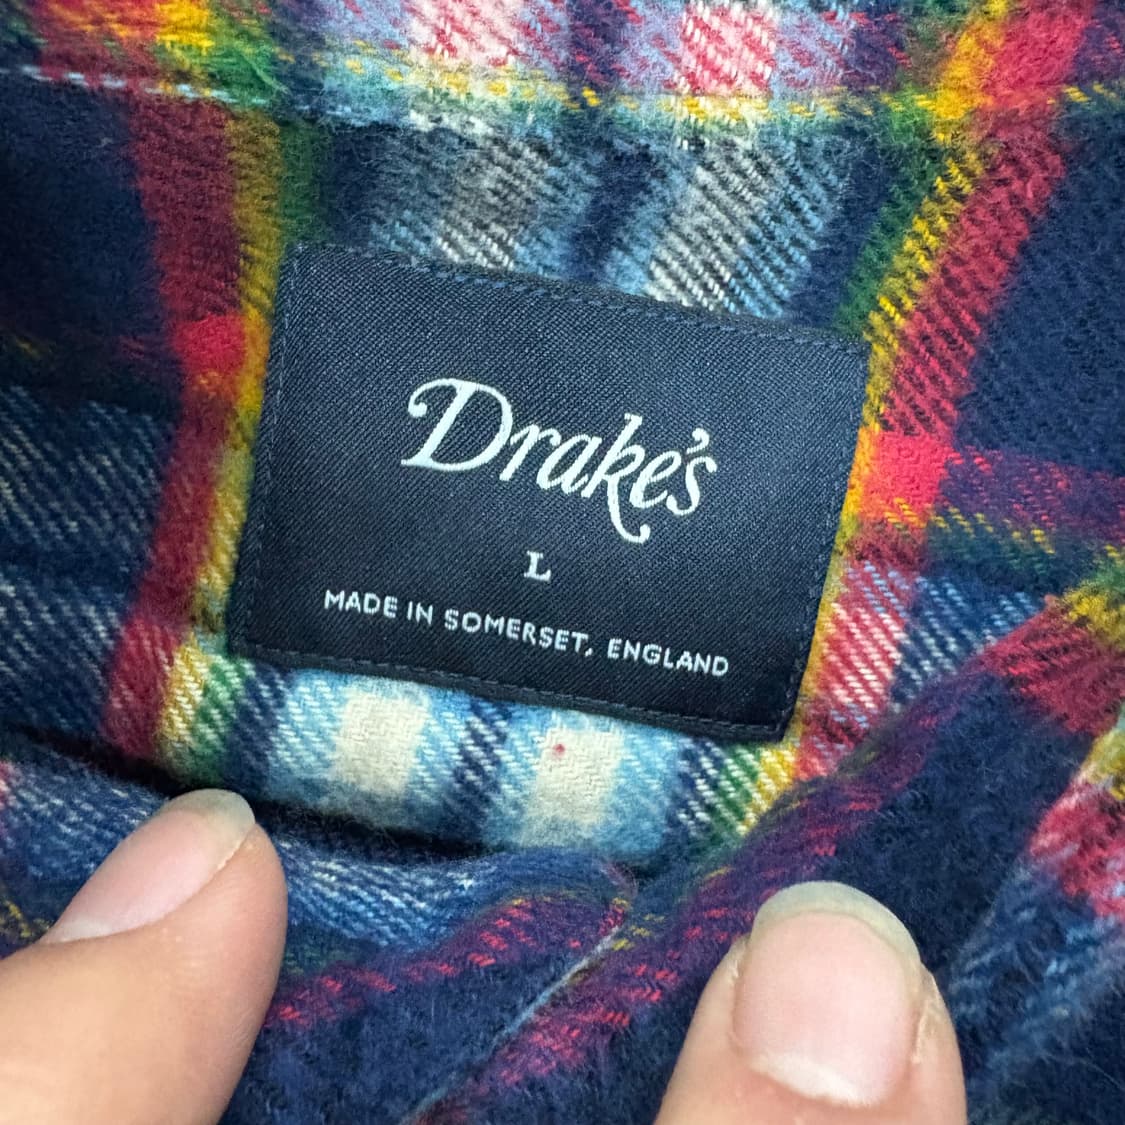 Drake's
L
MADE IN SOMERSET, ENGLAND